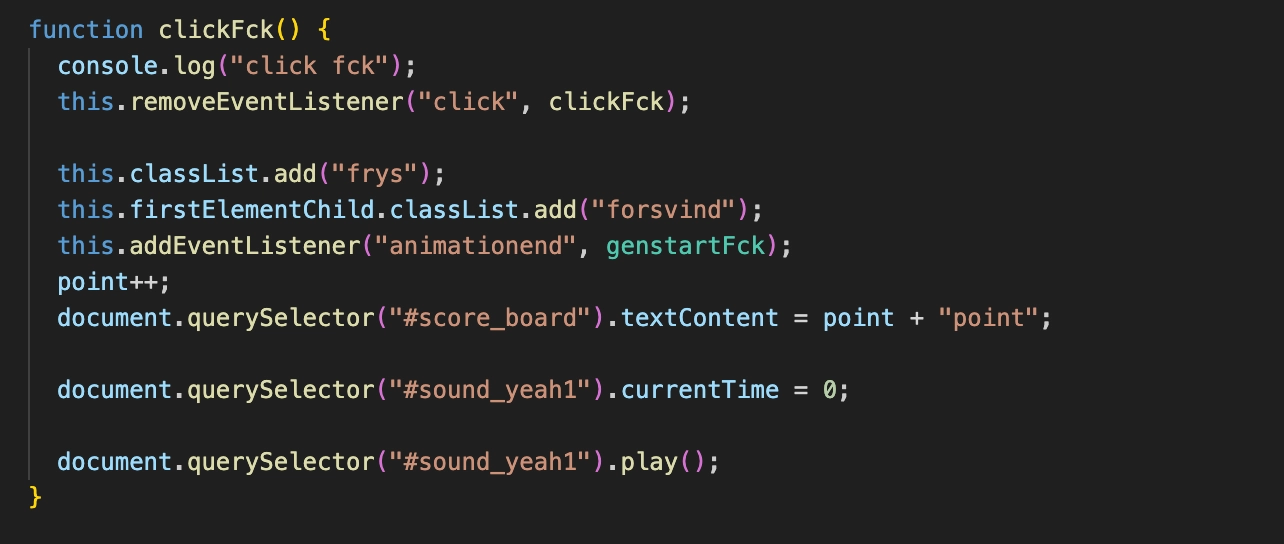 function clickFck() {
  console.log("click fck");
  this.removeEventListener("click", clickFck);

  this.classList.add("frys");
  this.firstElementChild.classList.add("forsvind");
  this.addEventListener("animationend", genstartFck);
  point++;
  document.querySelector("#score_board").textContent = point + "point";

  document.querySelector("#sound_yeah1").currentTime = 0;

  document.querySelector("#sound_yeah1").play();
}